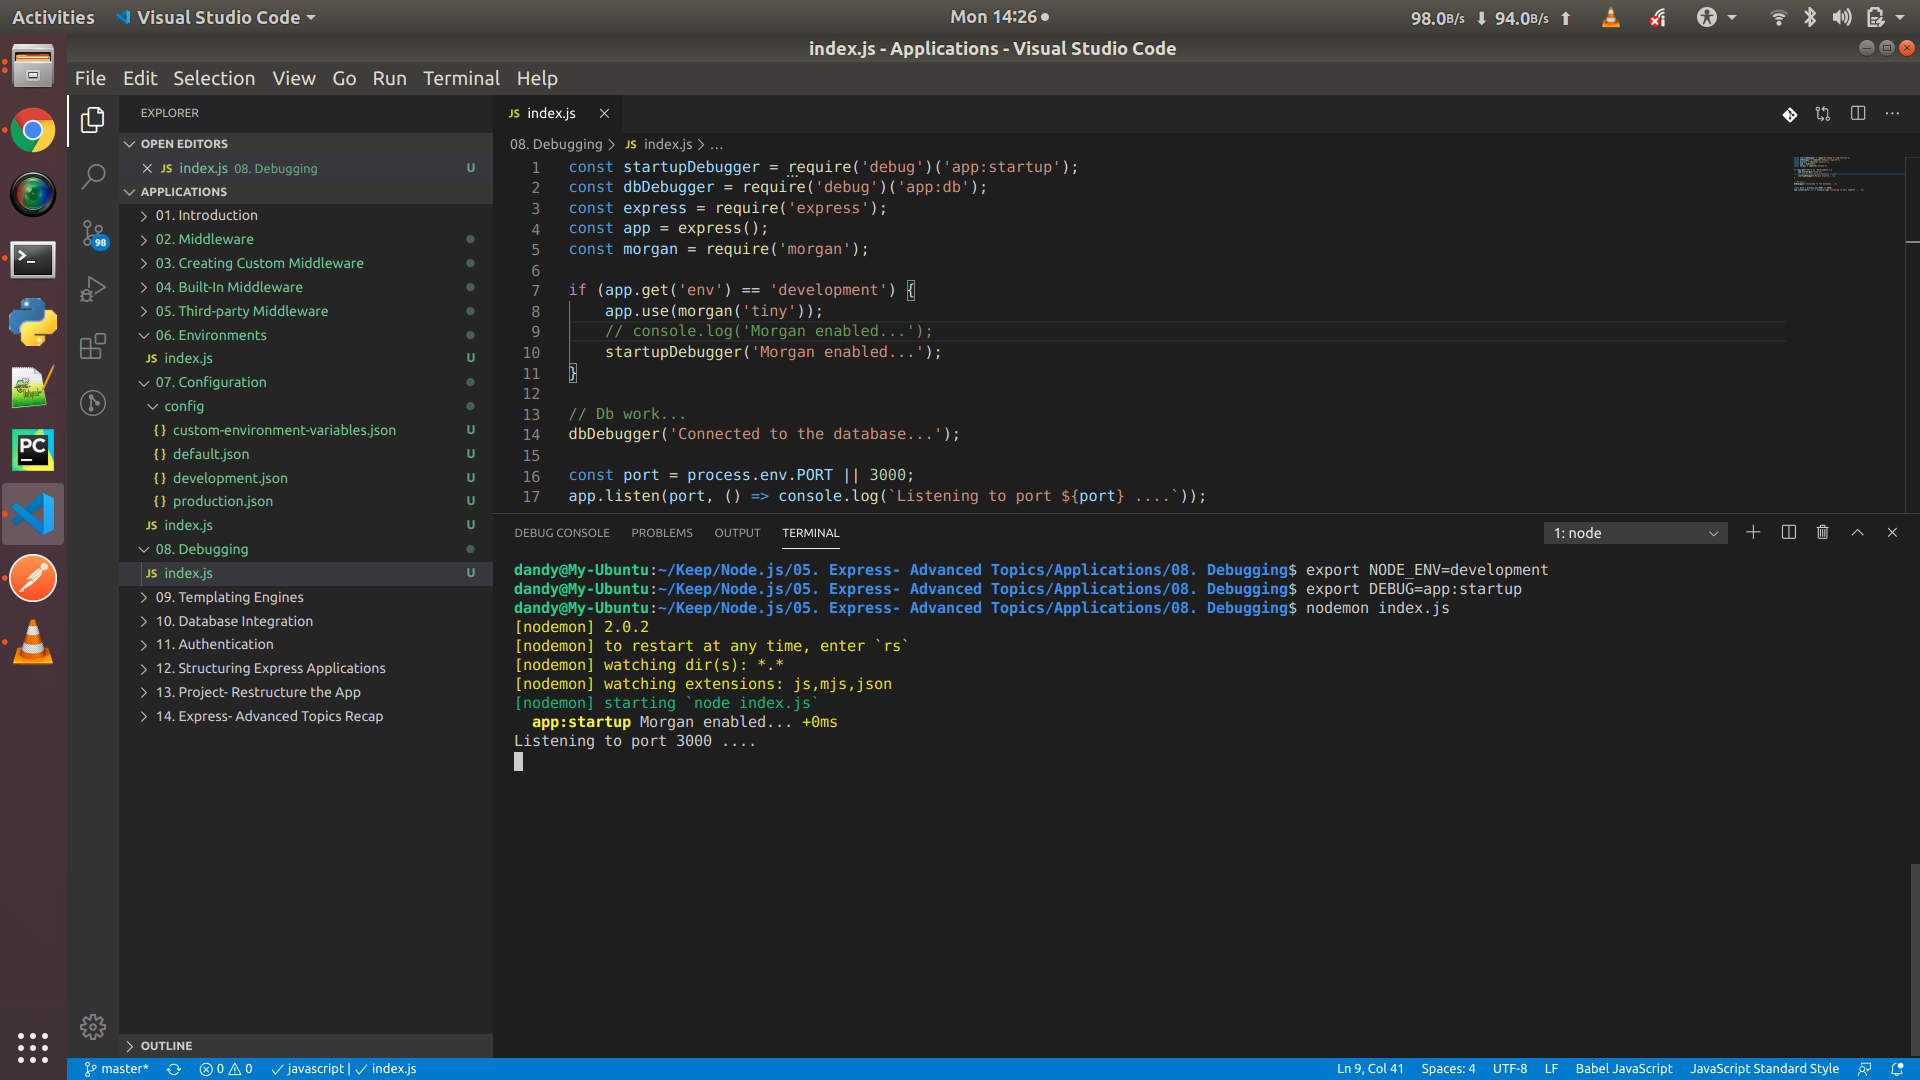 Activities Visual Studio Code Mon 14:26 98.0B/s 94.0B/s
index.js - Applications - Visual Studio Code
File Edit Selection View Go Run Terminal Help
EXPLORER
OPEN EDITORS
JS index.js 08. Debugging U
APPLICATIONS
01. Introduction
02. Middleware
03. Creating Custom Middleware
04. Built-In Middleware
05. Third-party Middleware
06. Environments
JS index.js U
07. Configuration
config
{} custom-environment-variables.json U
{} default.json U
{} development.json U
{} production.json U
JS index.js U
08. Debugging
JS index.js U
09. Templating Engines
10. Database Integration
11. Authentication
12. Structuring Express Applications
13. Project- Restructure the App
14. Express- Advanced Topics Recap
OUTLINE
98
PC
JS index.js
08. Debugging > JS index.js > ...
1 const startupDebugger = require('debug')('app:startup');
2 const dbDebugger = require('debug')('app:db');
3 const express = require('express');
4 const app = express();
5 const morgan = require('morgan');
6
7 if (app.get('env') == 'development') {
8 app.use(morgan('tiny'));
9 // console.log('Morgan enabled...');
10 startupDebugger('Morgan enabled...');
11 }
12
13 // Db work...
14 dbDebugger('Connected to the database...');
15
16 const port = process.env.PORT || 3000;
17 app.listen(port, () => console.log(`Listening to port ${port} ....`));
DEBUG CONSOLE PROBLEMS OUTPUT TERMINAL 1: node
dandy@My-Ubuntu:~/Keep/Node.js/05. Express- Advanced Topics/Applications/08. Debugging$ export NODE_ENV=development
dandy@My-Ubuntu:~/Keep/Node.js/05. Express- Advanced Topics/Applications/08. Debugging$ export DEBUG=app:startup
dandy@My-Ubuntu:~/Keep/Node.js/05. Express- Advanced Topics/Applications/08. Debugging$ nodemon index.js
[nodemon] 2.0.2
[nodemon] to restart at any time, enter `rs`
[nodemon] watching dir(s): *.*
[nodemon] watching extensions: js,mjs,json
[nodemon] starting `node index.js`
app:startup Morgan enabled... +0ms
Listening to port 3000 ....
master* 0 0 javascript | index.js Ln 9, Col 41 Spaces: 4 UTF-8 LF Babel JavaScript JavaScript Standard Style